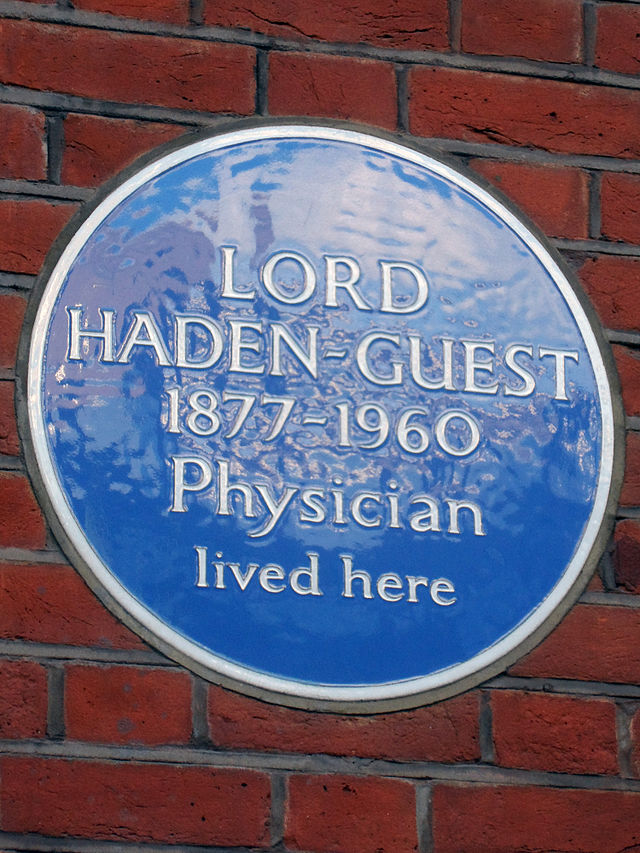 LORD
HADEN-GUEST
1877-1960
Physician
lived here